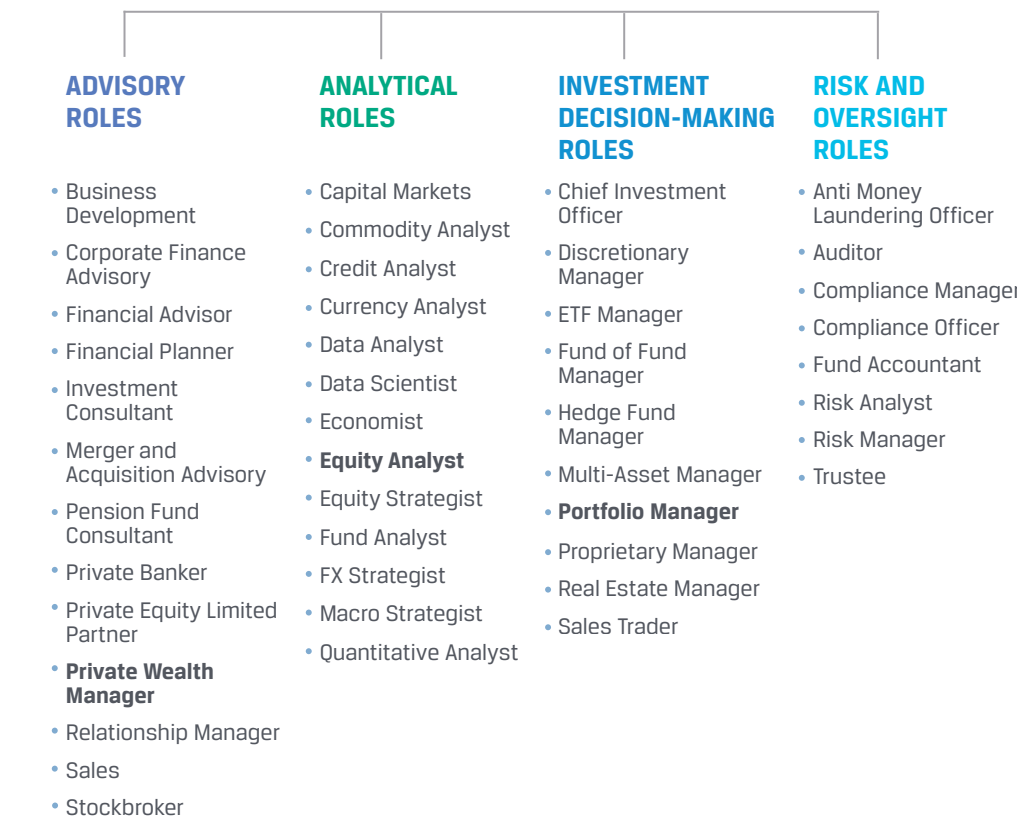 ADVISORY
ROLES
• Business
Development
• Corporate Finance
Advisory
• Financial Advisor
• Financial Planner
• Investment
Consultant
• Merger and
Acquisition Advisory
• Pension Fund
Consultant
• Private Banker
• Private Equity Limited
Partner
• Private Wealth
Manager
• Relationship Manager
• Sales
• Stockbroker
ANALYTICAL
ROLES
• Capital Markets
• Commodity Analyst
• Credit Analyst
• Currency Analyst
• Data Analyst
• Data Scientist
• Economist
• Equity Analyst
• Equity Strategist
• Fund Analyst
• FX Strategist
• Macro Strategist
• Quantitative Analyst
INVESTMENT
DECISION-MAKING
ROLES
• Chief Investment
Officer
• Discretionary
Manager
• ETF Manager
• Fund of Fund
Manager
• Hedge Fund
Manager
• Multi-Asset Manager
• Portfolio Manager
• Proprietary Manager
• Real Estate Manager
• Sales Trader
RISK AND
OVERSIGHT
ROLES
• Anti Money
Laundering Officer
• Auditor
• Compliance Manager
• Compliance Officer
• Fund Accountant
• Risk Analyst
• Risk Manager
• Trustee